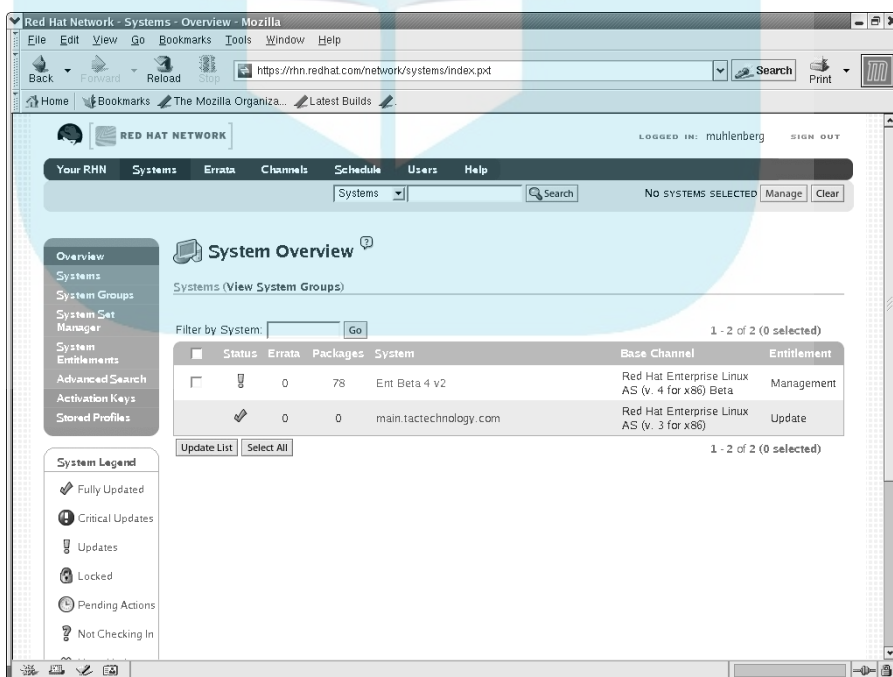 Red Hat Network - Systems - Overview - Mozilla
File Edit View Go Bookmarks Tools Window Help
Back Forward Reload Stop https://rhn.redhat.com/network/systems/index.pxt Search Print
Home Bookmarks The Mozilla Organiza... Latest Builds
RED HAT NETWORK LOGGED IN: muhlenberg SIGN OUT
Your RHN Systems Errata Channels Schedule Users Help
Systems Search NO SYSTEMS SELECTED Manage Clear
Overview
Systems
System Groups
System Set
Manager
System
Entitlements
Advanced Search
Activation Keys
Stored Profiles
System Overview ?
Systems (View System Groups)
Filter by System: Go 1 - 2 of 2 (0 selected)
Status Errata Packages System Base Channel Entitlement
0 78 Ent Beta 4 v2 Red Hat Enterprise Linux AS (v. 4 for x86) Beta Management
0 0 main.tactechnology.com Red Hat Enterprise Linux AS (v. 3 for x86) Update
Update List Select All 1 - 2 of 2 (0 selected)
System Legend
Fully Updated
Critical Updates
Updates
Locked
Pending Actions
Not Checking In